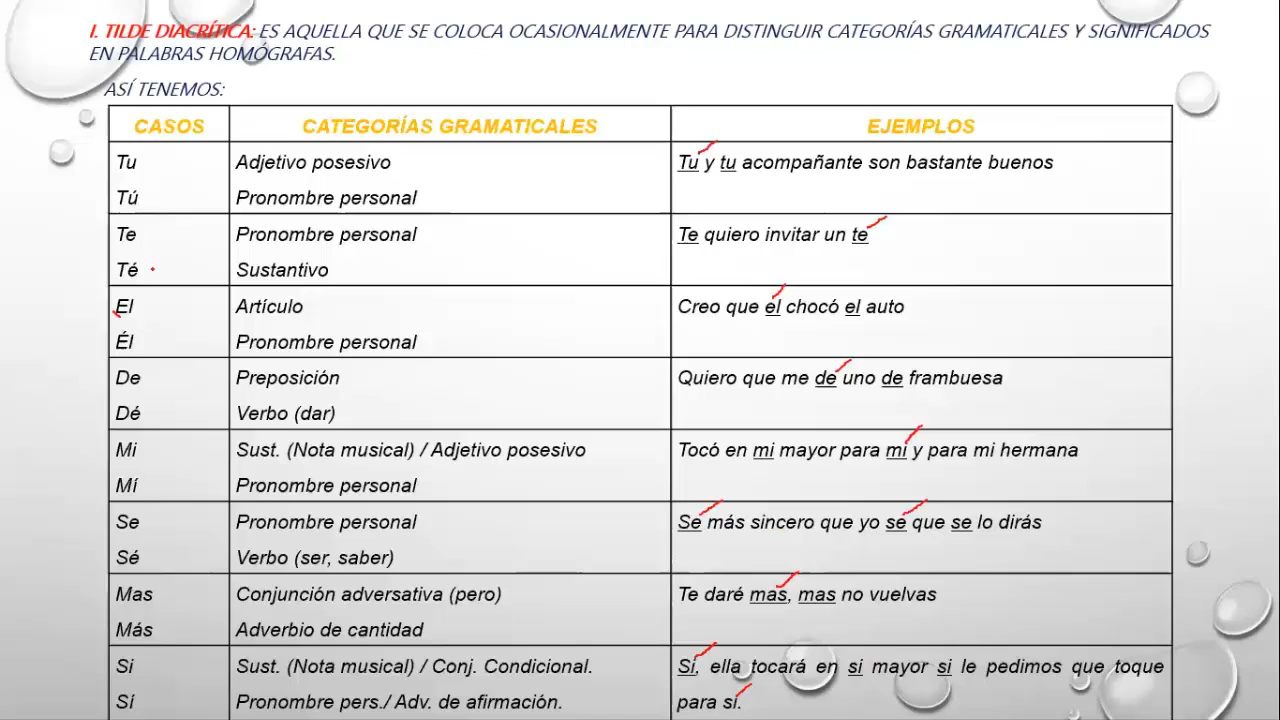 I. TILDE DIACRÍTICA: ES AQUELLA QUE SE COLOCA OCASIONALMENTE PARA DISTINGUIR CATEGORÍAS GRAMATICALES Y SIGNIFICADOS
EN PALABRAS HOMÓGRAFAS.
ASÍ TENEMOS:
CASOS CATEGORÍAS GRAMATICALES EJEMPLOS
Tu Adjetivo posesivo Tu y tu acompañante son bastante buenos
Tú Pronombre personal
Te Pronombre personal Te quiero invitar un te
Té Sustantivo
El Artículo Creo que el chocó el auto
Él Pronombre personal
De Preposición Quiero que me de uno de frambuesa
Dé Verbo (dar)
Mi Sust. (Nota musical) / Adjetivo posesivo Tocó en mi mayor para mi y para mi hermana
Mí Pronombre personal
Se Pronombre personal Se más sincero que yo se que se lo dirás
Sé Verbo (ser, saber)
Mas Conjunción adversativa (pero) Te daré mas, mas no vuelvas
Más Adverbio de cantidad
Si Sust. (Nota musical) / Conj. Condicional. Si, ella tocará en si mayor si le pedimos que toque
Sí Pronombre pers./ Adv. de afirmación. para si.